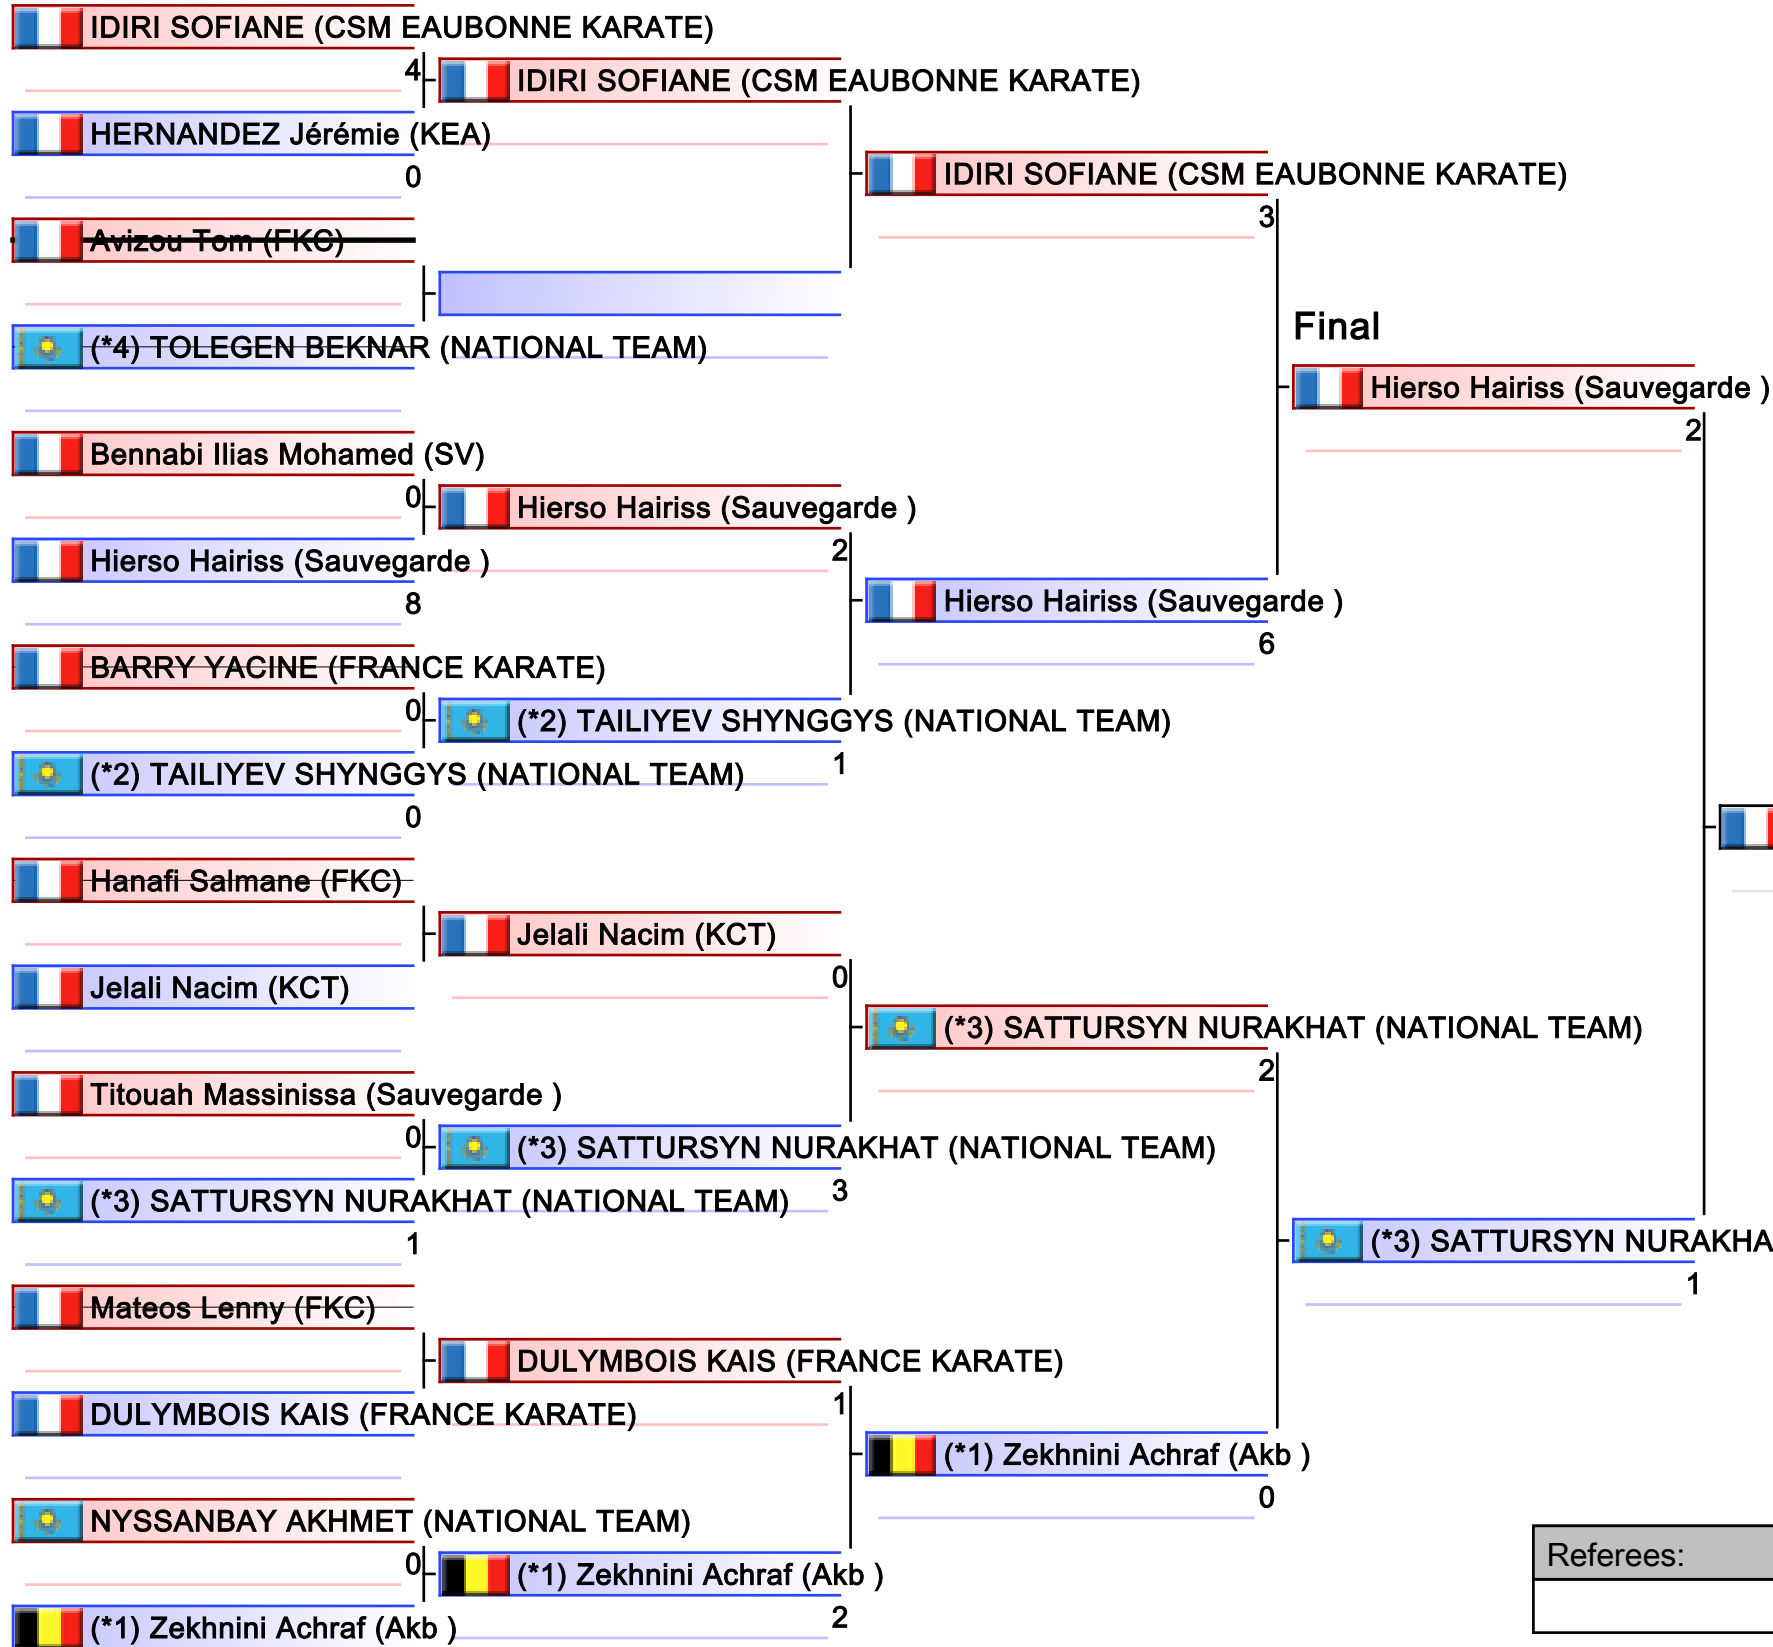 IDIRI SOFIANE (CSM EAUBONNE KARATE)
4
IDIRI SOFIANE (CSM EAUBONNE KARATE)
HERNANDEZ Jérémie (KEA)
0
IDIRI SOFIANE (CSM EAUBONNE KARATE)
3
Avizou Tom (FKC)
(*4) TOLEGEN BEKNAR (NATIONAL TEAM)
Final
Hierso Hairiss (Sauvegarde )
2
Bennabi Ilias Mohamed (SV)
0
Hierso Hairiss (Sauvegarde )
2
Hierso Hairiss (Sauvegarde )
8
Hierso Hairiss (Sauvegarde )
6
BARRY YACINE (FRANCE KARATE)
0
(*2) TAILIYEV SHYNGGYS (NATIONAL TEAM)
1
(*2) TAILIYEV SHYNGGYS (NATIONAL TEAM)
0
Hanafi Salmane (FKC)
Jelali Nacim (KCT)
0
Jelali Nacim (KCT)
(*3) SATTURSYN NURAKHAT (NATIONAL TEAM)
2
Titouah Massinissa (Sauvegarde )
0
(*3) SATTURSYN NURAKHAT (NATIONAL TEAM)
3
(*3) SATTURSYN NURAKHAT (NATIONAL TEAM)
1
(*3) SATTURSYN NURAKHA
1
Mateos Lenny (FKC)
DULYMBOIS KAIS (FRANCE KARATE)
1
DULYMBOIS KAIS (FRANCE KARATE)
(*1) Zekhnini Achraf (Akb )
0
NYSSANBAY AKHMET (NATIONAL TEAM)
0
(*1) Zekhnini Achraf (Akb )
2
(*1) Zekhnini Achraf (Akb )
Referees: